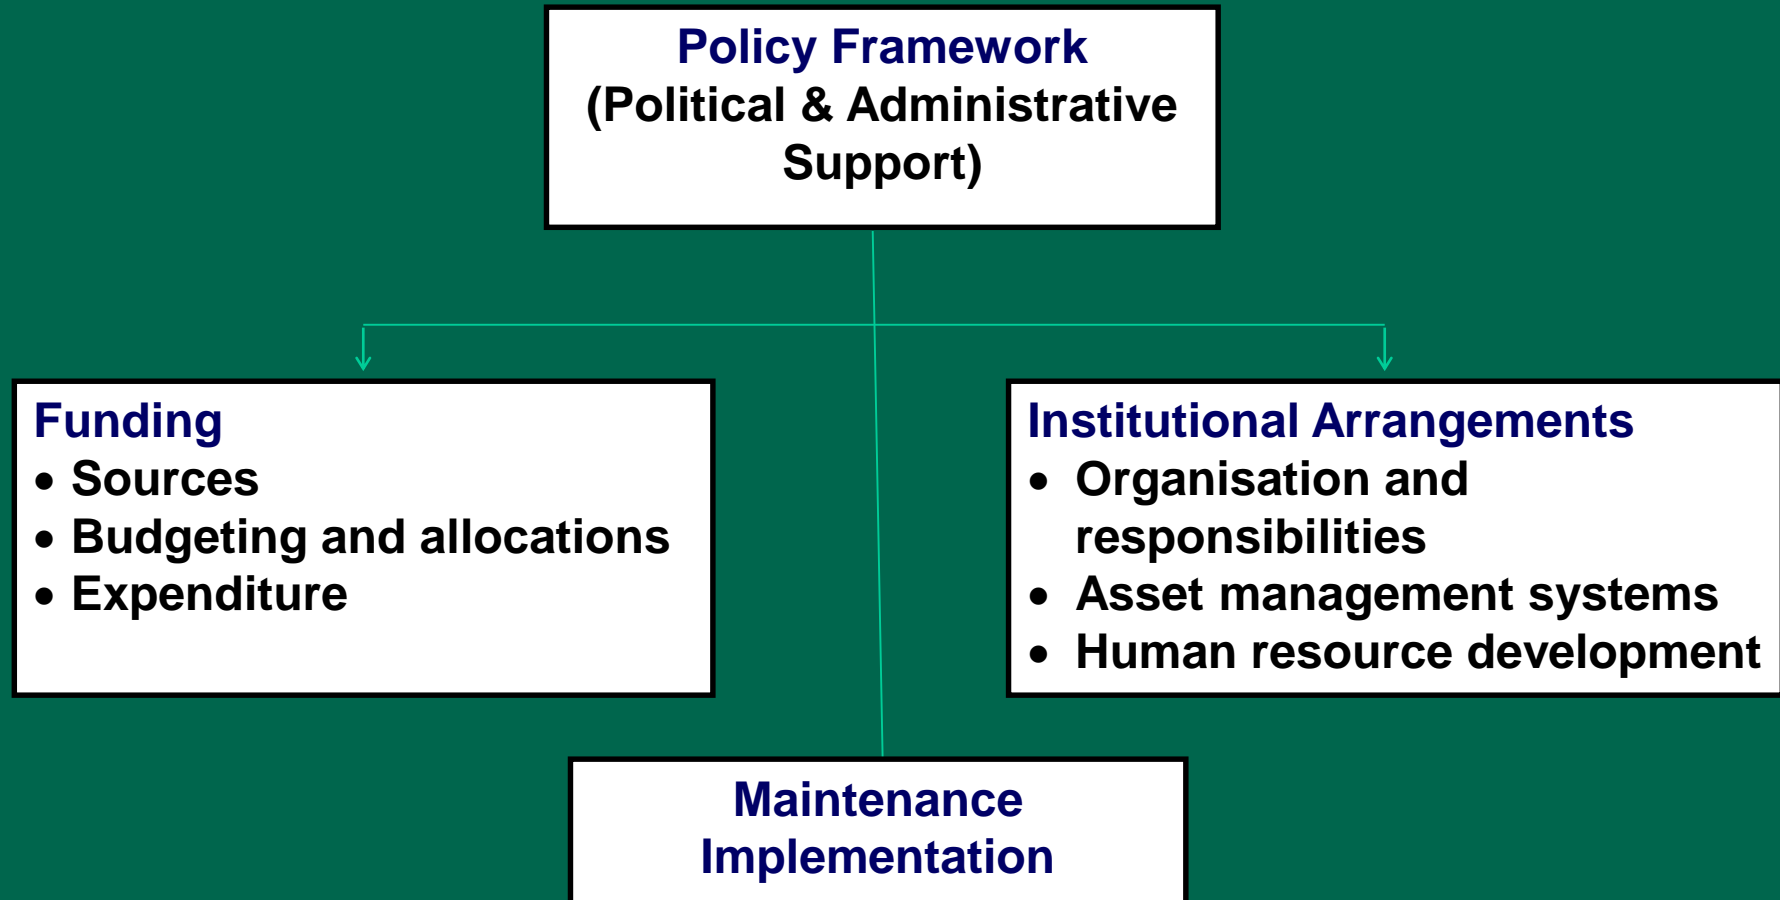 Policy Framework
(Political & Administrative
Support)
Funding
• Sources
• Budgeting and allocations
• Expenditure
Institutional Arrangements
• Organisation and
responsibilities
• Asset management systems
• Human resource development
Maintenance
Implementation